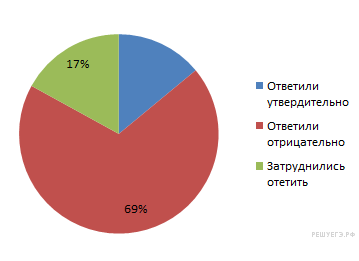 17%
69%
Ответили
утвердительно
Ответили
отрицательно
Затруднились
отетить
РЕШУЕГЭ.РФ